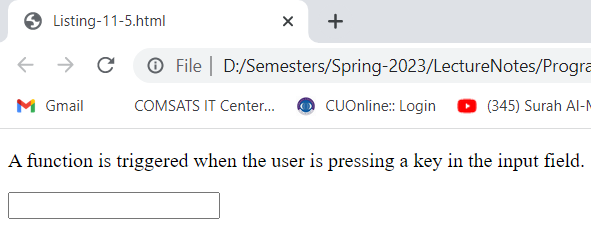 Listing-11-5.html
File | D:/Semesters/Spring-2023/LectureNotes/Progra
Gmail COMSATS IT Center... CUOnline:: Login (345) Surah Al-
A function is triggered when the user is pressing a key in the input field.